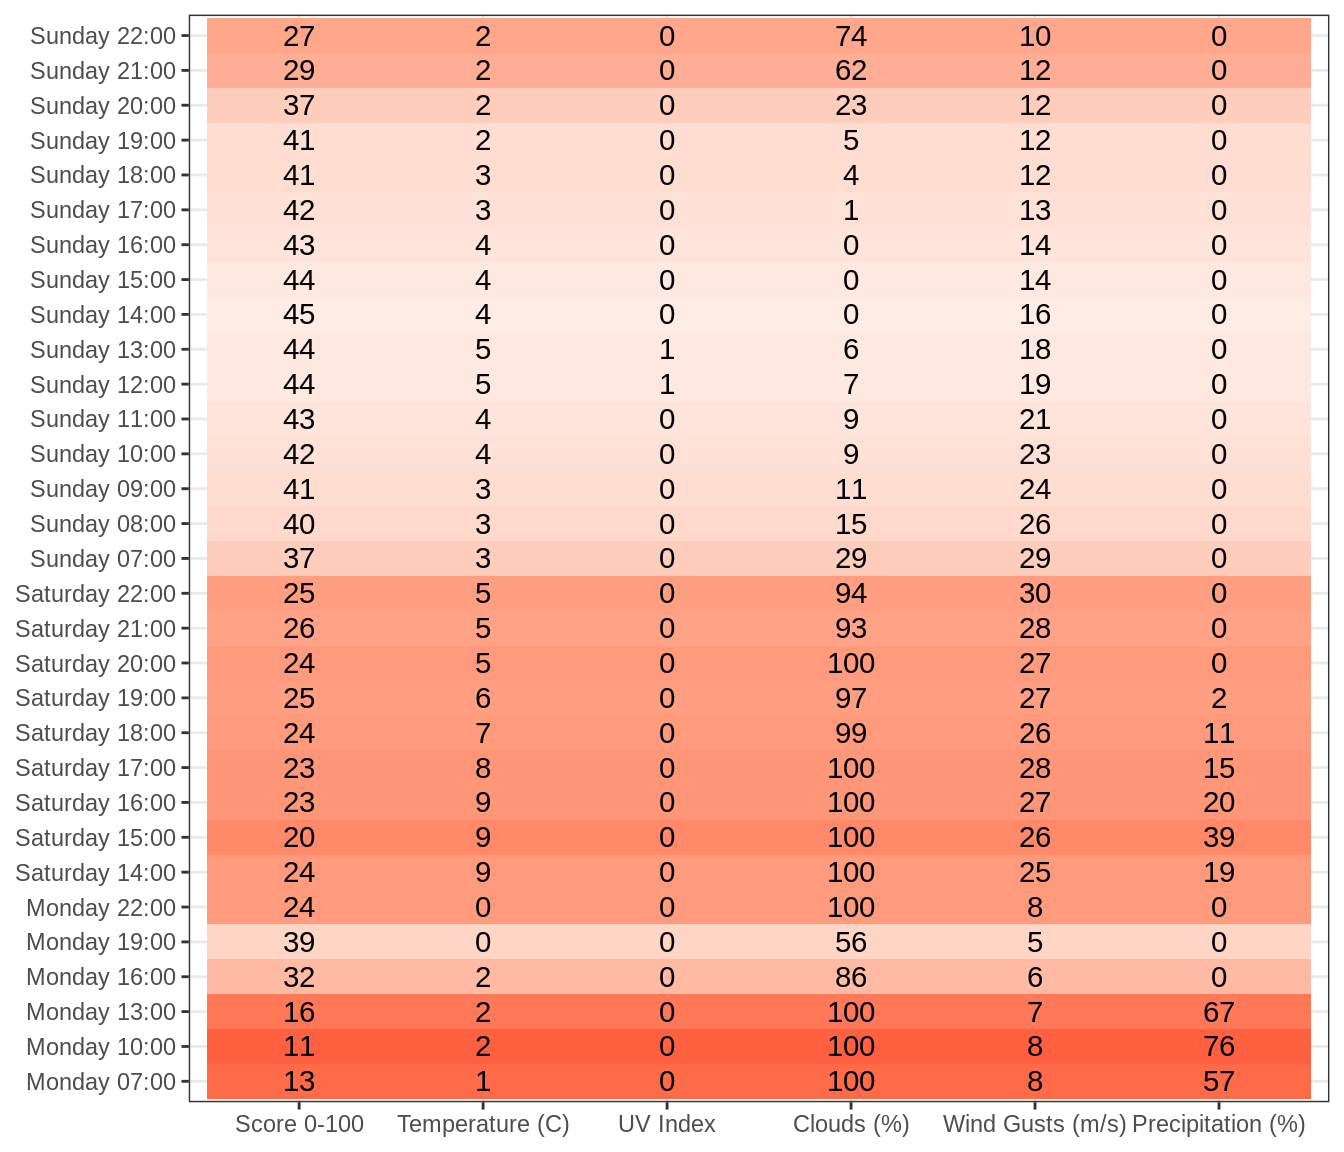 Sunday 22:00 27 2 0 74 10 0
Sunday 21:00 29 2 0 62 12 0
Sunday 20:00 37 2 0 23 12 0
Sunday 19:00 41 2 0 5 12 0
Sunday 18:00 41 3 0 4 12 0
Sunday 17:00 42 3 0 1 13 0
Sunday 16:00 43 4 0 0 14 0
Sunday 15:00 44 4 0 0 14 0
Sunday 14:00 45 4 0 0 16 0
Sunday 13:00 44 5 1 6 18 0
Sunday 12:00 44 5 1 7 19 0
Sunday 11:00 43 4 0 9 21 0
Sunday 10:00 42 4 0 9 23 0
Sunday 09:00 41 3 0 11 24 0
Sunday 08:00 40 3 0 15 26 0
Sunday 07:00 37 3 0 29 29 0
Saturday 22:00 25 5 0 94 30 0
Saturday 21:00 26 5 0 93 28 0
Saturday 20:00 24 5 0 100 27 0
Saturday 19:00 25 6 0 97 27 2
Saturday 18:00 24 7 0 99 26 11
Saturday 17:00 23 8 0 100 28 15
Saturday 16:00 23 9 0 100 27 20
Saturday 15:00 20 9 0 100 26 39
Saturday 14:00 24 9 0 100 25 19
Monday 22:00 24 0 0 100 8 0
Monday 19:00 39 0 0 56 5 0
Monday 16:00 32 2 0 86 6 0
Monday 13:00 16 2 0 100 7 67
Monday 10:00 11 2 0 100 8 76
Monday 07:00 13 1 0 100 8 57
Score 0-100 Temperature (C) UV Index Clouds (%) Wind Gusts (m/s) Precipitation (%)